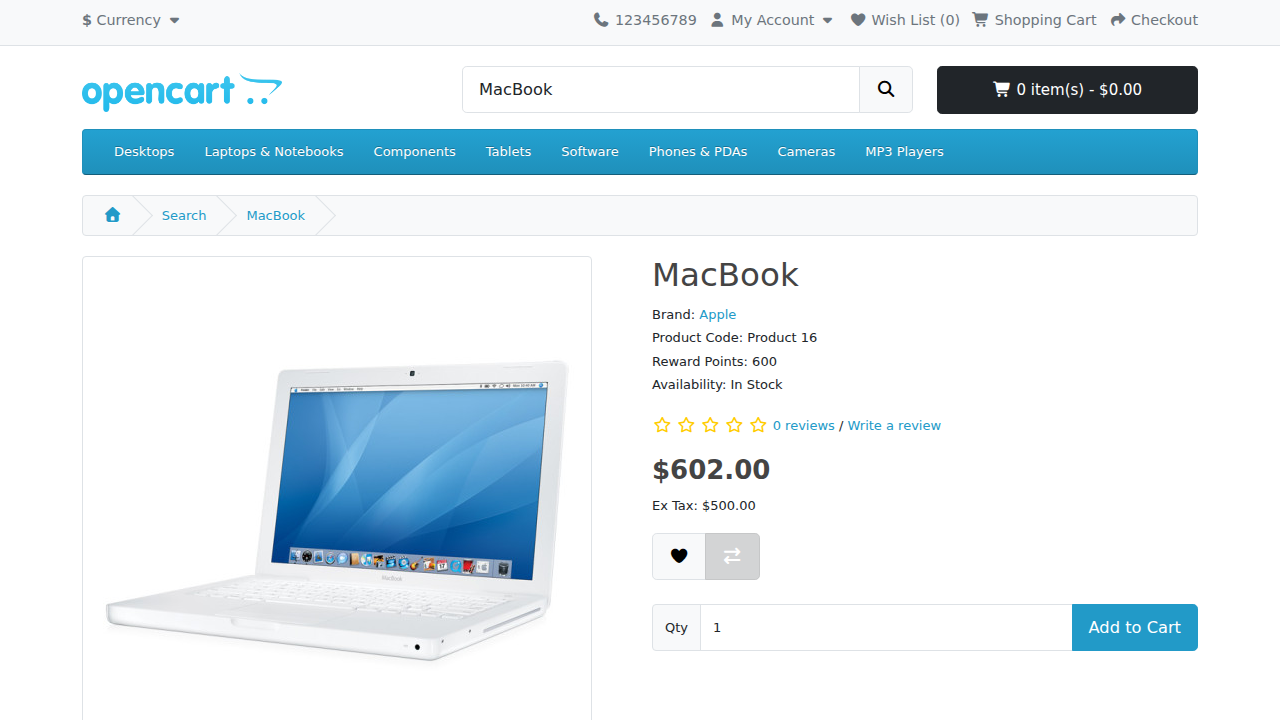 $ Currency
123456789
My Account
Wish List (0)
Shopping Cart
Checkout
opencart
MacBook
0 item(s) - $0.00
Desktops
Laptops & Notebooks
Components
Tablets
Software
Phones & PDAs
Cameras
MP3 Players
Search
MacBook
MacBook
Brand: Apple
Product Code: Product 16
Reward Points: 600
Availability: In Stock
0 reviews / Write a review
$602.00
Ex Tax: $500.00
Qty
1
Add to Cart
MacBook